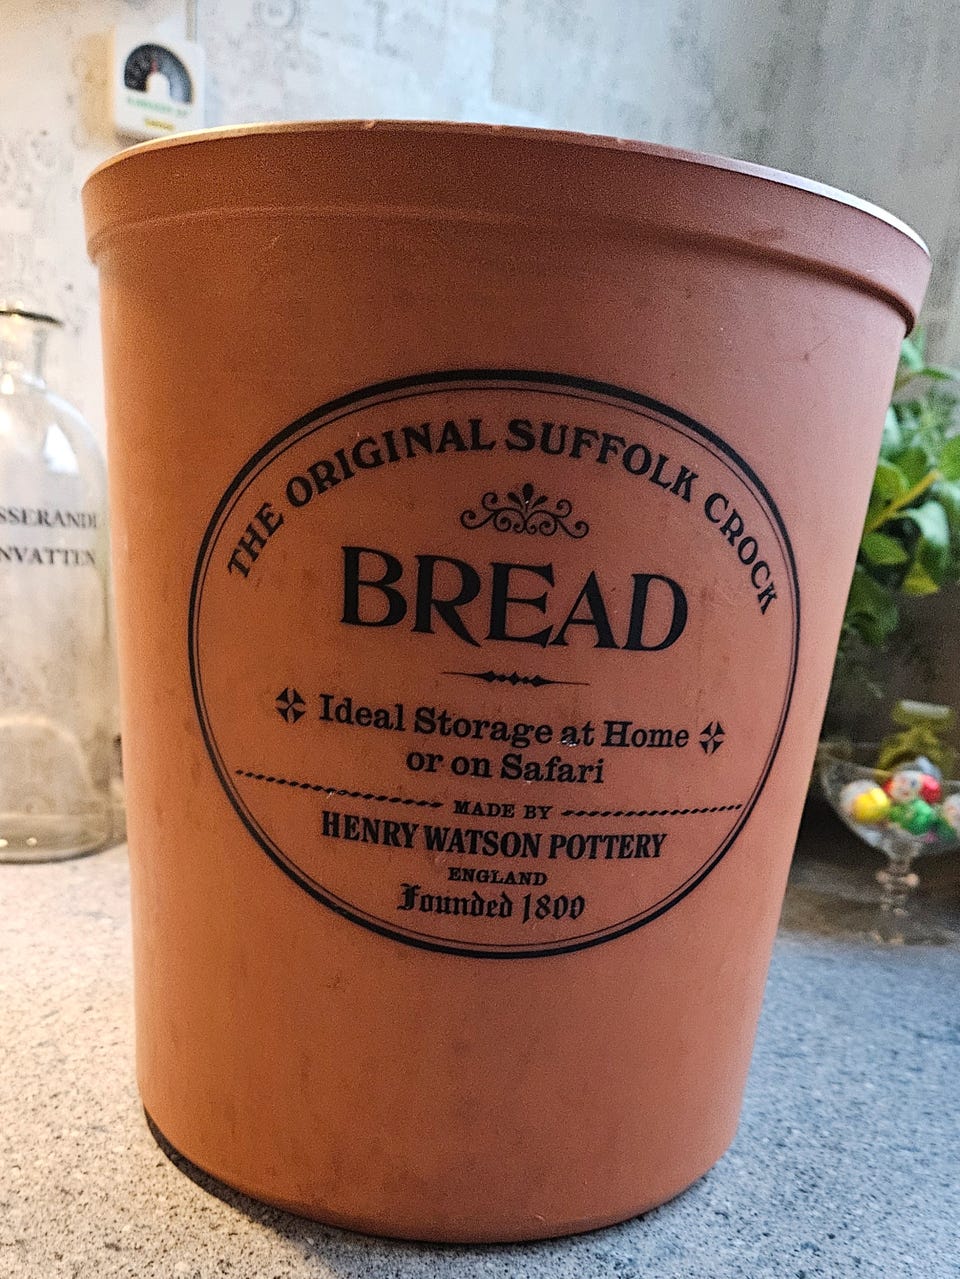 THE ORIGINAL SUFFOLK CROCK
BREAD
Ideal Storage at Home
or on Safari
MADE BY
HENRY WATSON POTTERY
ENGLAND
Founded 1800